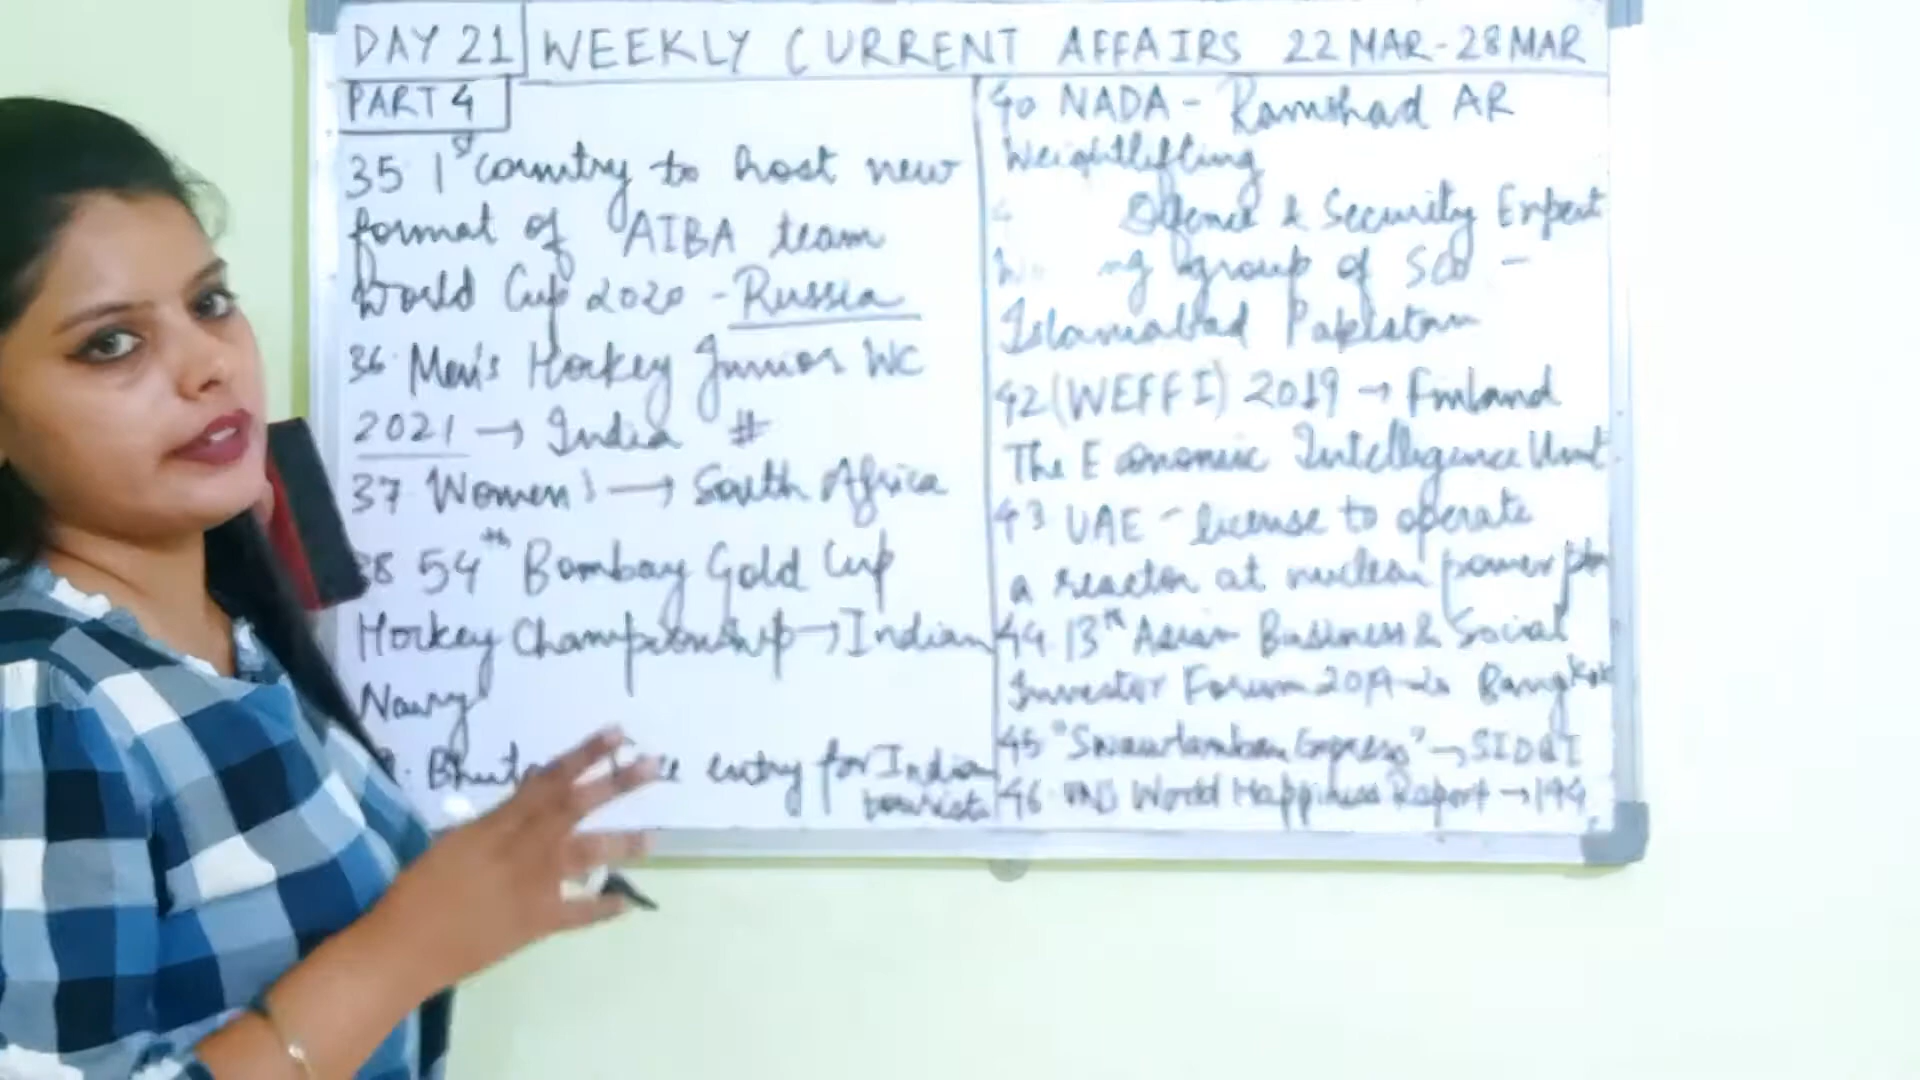 DAY 21 WEEKLY CURRENT AFFAIRS 22 MAR - 28 MAR
PART 4
35 1st country to host new
format of AIBA team
World Cup 2020 - Russia
36 Men's Hockey Junior WC
2021 → India #
37 Women's → South Africa
38 54th Bombay Gold Cup
Hockey Championship → Indian
Navy
entry for Indian
tourists
40 NADA - Ramshad AR
Weightlifting
Defence & Security Expert
group of SCO -
Islamabad Pakistan
42 (WEFFI) 2019 → Finland
The Economic Intelligence Unit
43 UAE - license to operate
a reactor at nuclear power
44 13th Asian Business & Social
Investor Forum 2019-20 Bangkok
45 "Swavlamban Express" → SIDBI
46 UN's World Happiness Report → 144